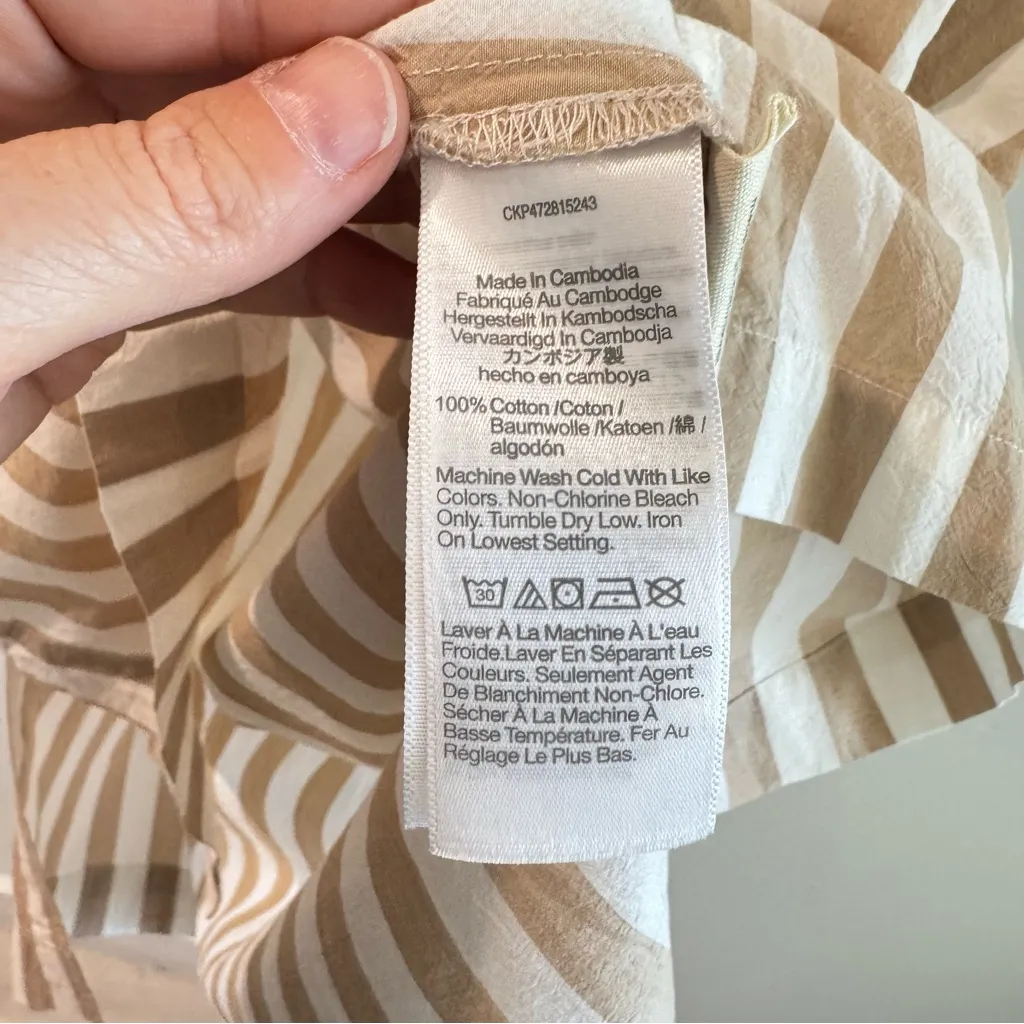 CKP472815243
Made In Cambodia
Fabriqué Au Cambodge
Hergestellt In Kambodscha
Vervaardigd In Cambodja
カンボジア製
hecho en camboya
100% Cotton /Coton /
Baumwolle /Katoen /綿 /
algodón
Machine Wash Cold With Like
Colors. Non-Chlorine Bleach
Only. Tumble Dry Low. Iron
On Lowest Setting.
30
Laver À La Machine À L'eau
Froide.Laver En Séparant Les
Couleurs. Seulement Agent
De Blanchiment Non-Chlore.
Sécher À La Machine À
Basse Température. Fer Au
Réglage Le Plus Bas.